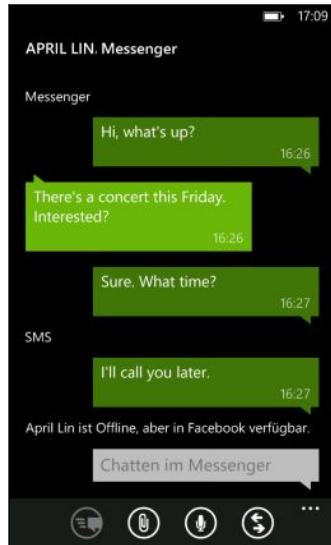 17:09
APRIL LIN, Messenger
Messenger
Hi, what's up?
16:26
There's a concert this Friday.
Interested?
16:26
Sure. What time?
16:27
SMS
I'll call you later.
16:27
April Lin ist Offline, aber in Facebook verfügbar.
Chatten im Messenger